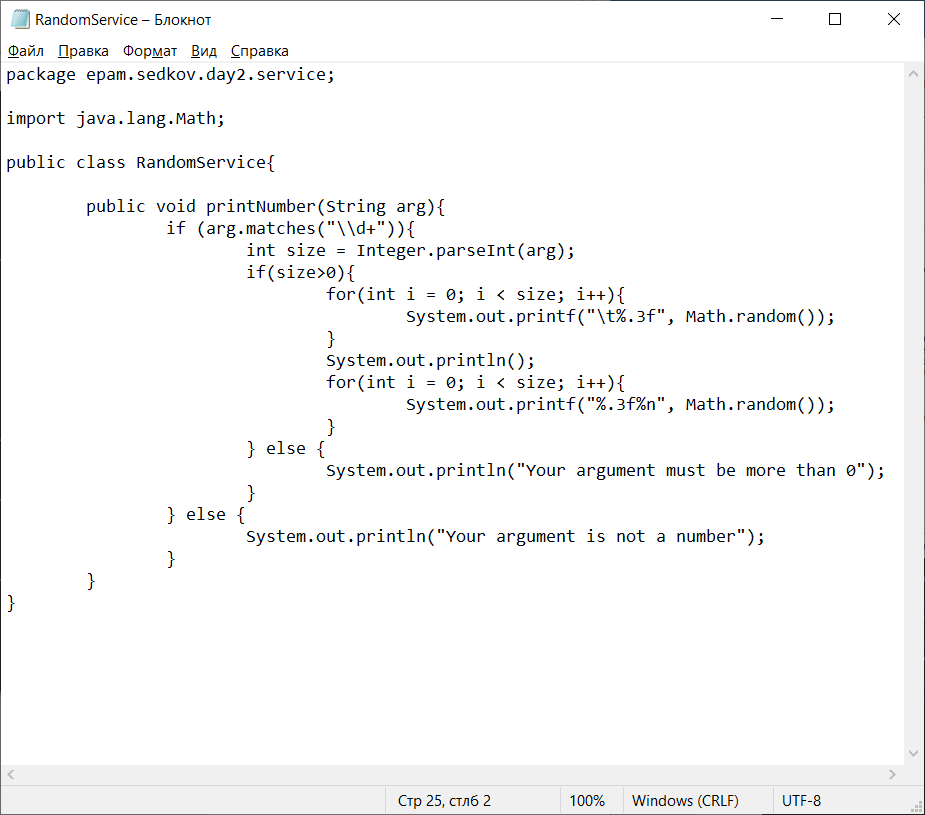 RandomService – Блокнот
Файл Правка Формат Вид Справка
package epam.sedkov.day2.service;

import java.lang.Math;

public class RandomService{

        public void printNumber(String arg){
                if (arg.matches("\\d+")){
                        int size = Integer.parseInt(arg);
                        if(size>0){
                                for(int i = 0; i < size; i++){
                                        System.out.printf("\t%.3f", Math.random());
                                }
                                System.out.println();
                                for(int i = 0; i < size; i++){
                                        System.out.printf("%.3f%n", Math.random());
                                }
                        } else {
                                System.out.println("Your argument must be more than 0");
                        }
                } else {
                        System.out.println("Your argument is not a number");
                }
        }
}
Стр 25, стлб 2 100% Windows (CRLF) UTF-8